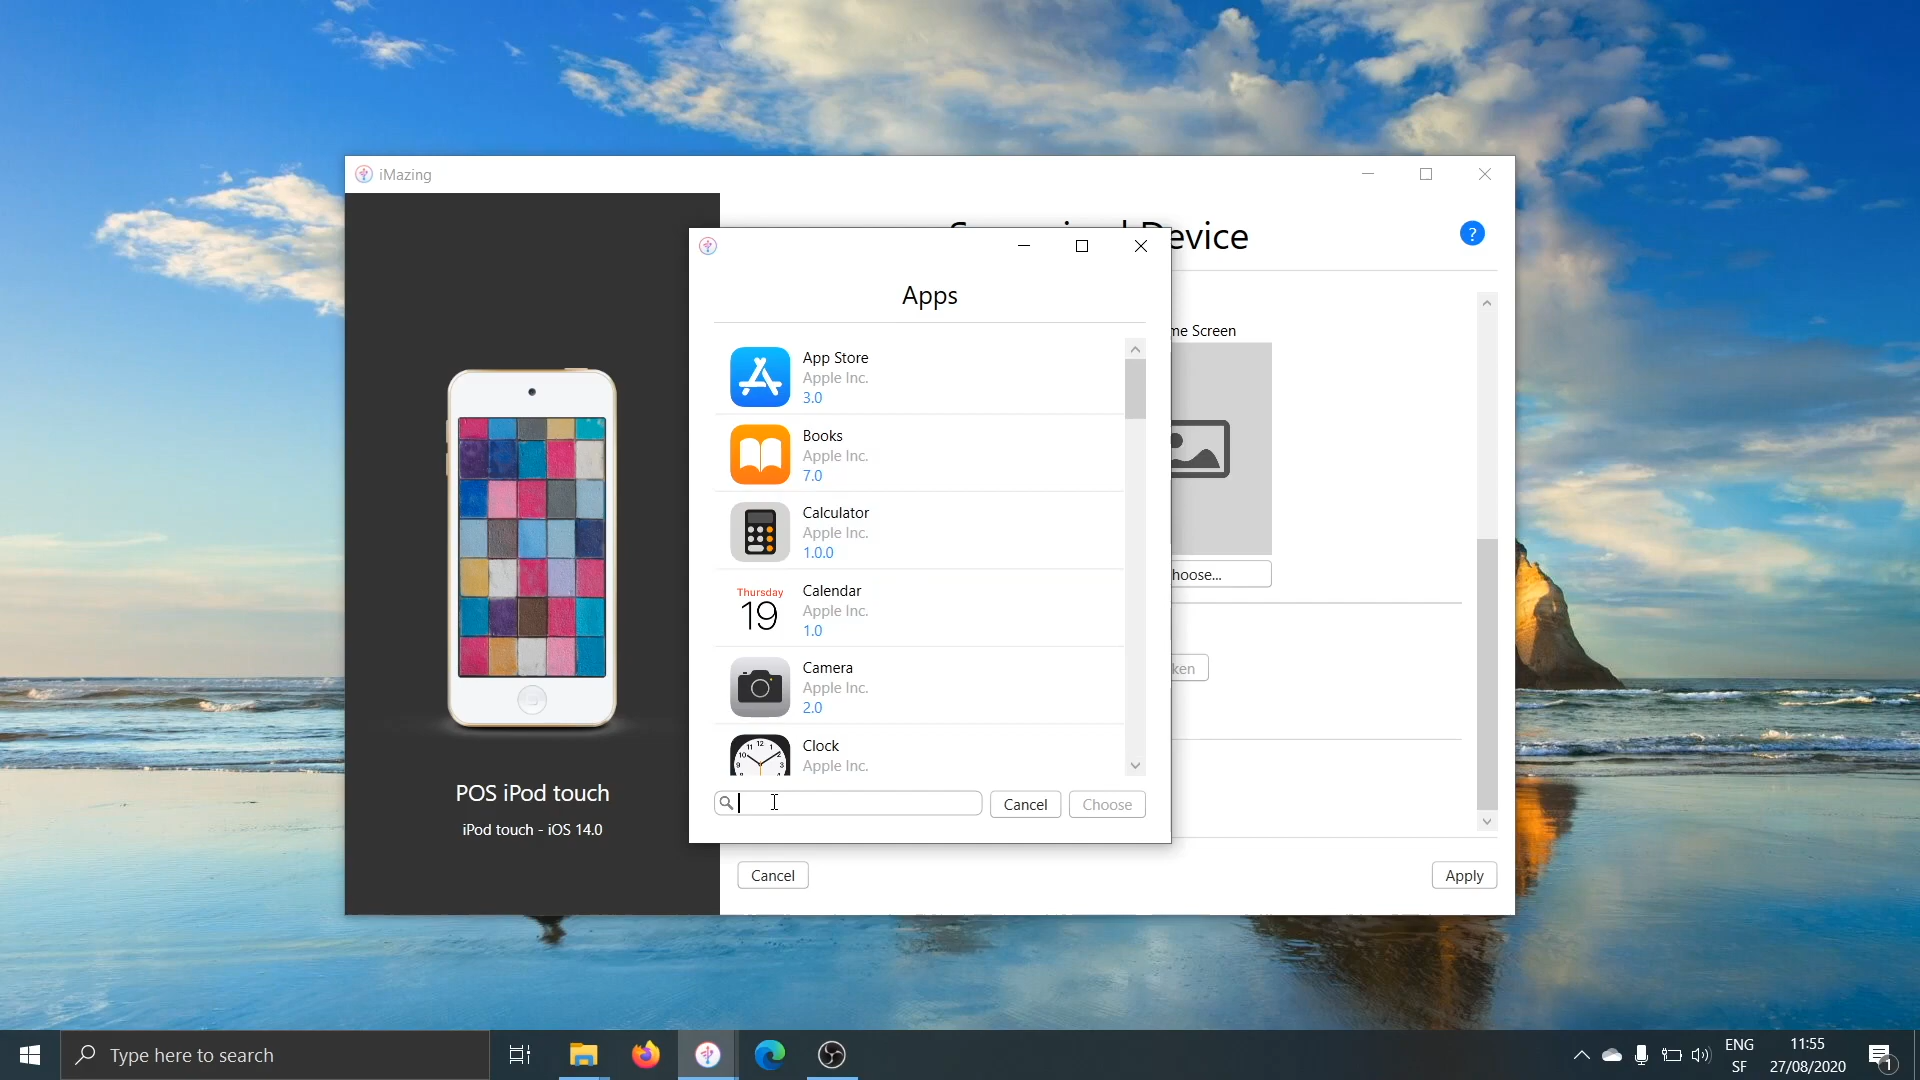 iMazing
evice
Apps
me Screen
App Store
Apple Inc.
3.0
Books
Apple Inc.
7.0
Calculator
Apple Inc.
1.0.0
hoose...
Thursday
19
Calendar
Apple Inc.
1.0
Camera
Apple Inc.
2.0
ken
Clock
Apple Inc.
POS iPod touch
iPod touch - iOS 14.0
Cancel
Choose
Cancel
Apply
Type here to search
ENG
SF
11:55
27/08/2020
1